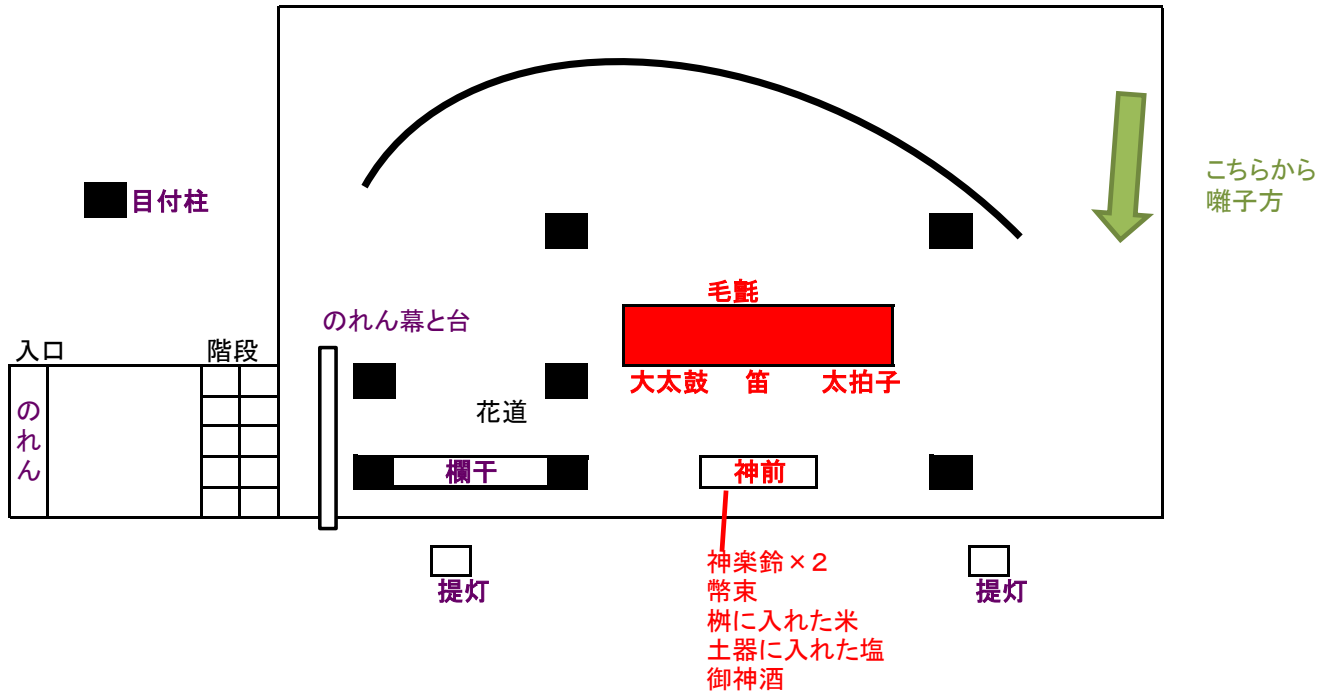 こちらから
囃子方
目付柱
毛氈
のれん幕と台
入口
階段
のれん
大太鼓
笛
太拍子
花道
欄干
神前
神楽鈴×2
幣束
桝に入れた米
土器に入れた塩
御神酒
提灯
提灯